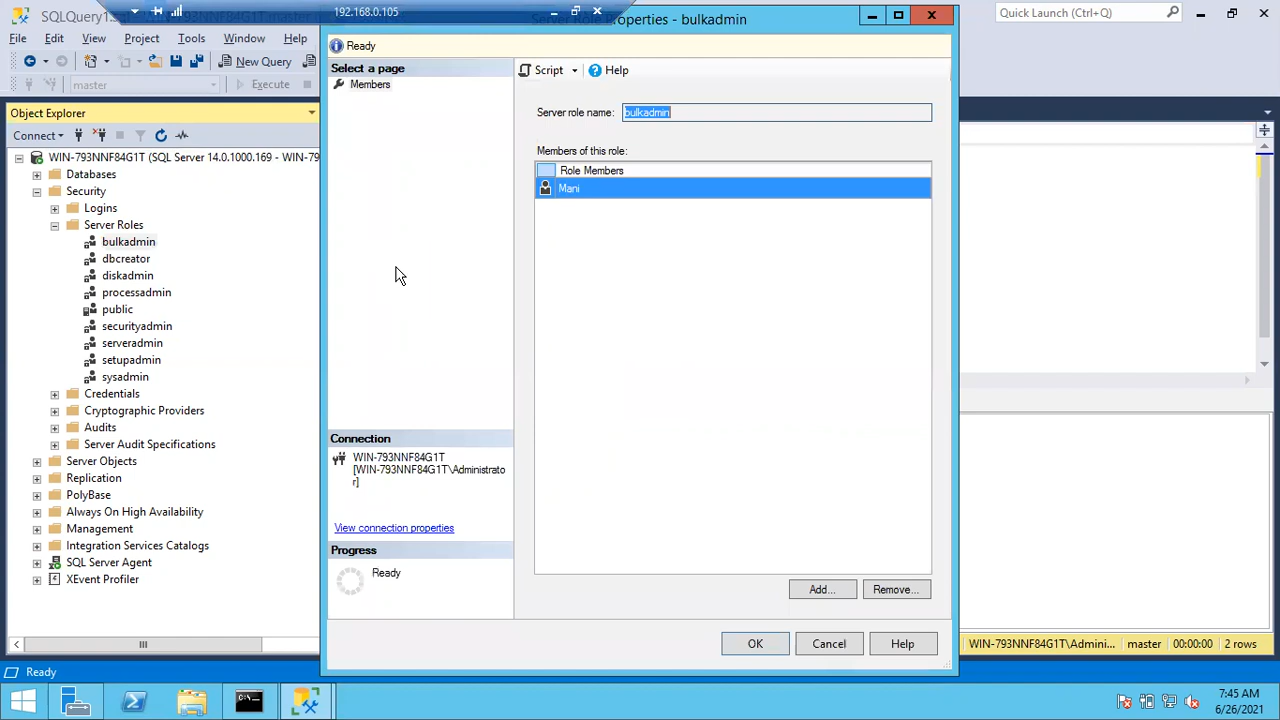 SQLQuery1.
192.168.0.105
Server Role Properties - bulkadmin
Quick Launch (Ctrl+Q)
File Edit View Project Tools Window Help
New Query
master
Execute
Object Explorer
Connect
WIN-793NNF84G1T (SQL Server 14.0.1000.169 - WIN-79
Databases
Security
Logins
Server Roles
bulkadmin
dbcreator
diskadmin
processadmin
public
securityadmin
serveradmin
setupadmin
sysadmin
Credentials
Cryptographic Providers
Audits
Server Audit Specifications
Server Objects
Replication
PolyBase
Always On High Availability
Management
Integration Services Catalogs
SQL Server Agent
XEvent Profiler
Ready
Select a page
Members
Connection
WIN-793NNF84G1T
[WIN-793NNF84G1T\Administrato
r]
View connection properties
Progress
Ready
Script Help
Server role name: bulkadmin
Members of this role:
Role Members
Mani
Add... Remove...
OK Cancel Help
WIN-793NNF84G1T\Admini... master 00:00:00 2 rows
Ready
7:45 AM
6/26/2021